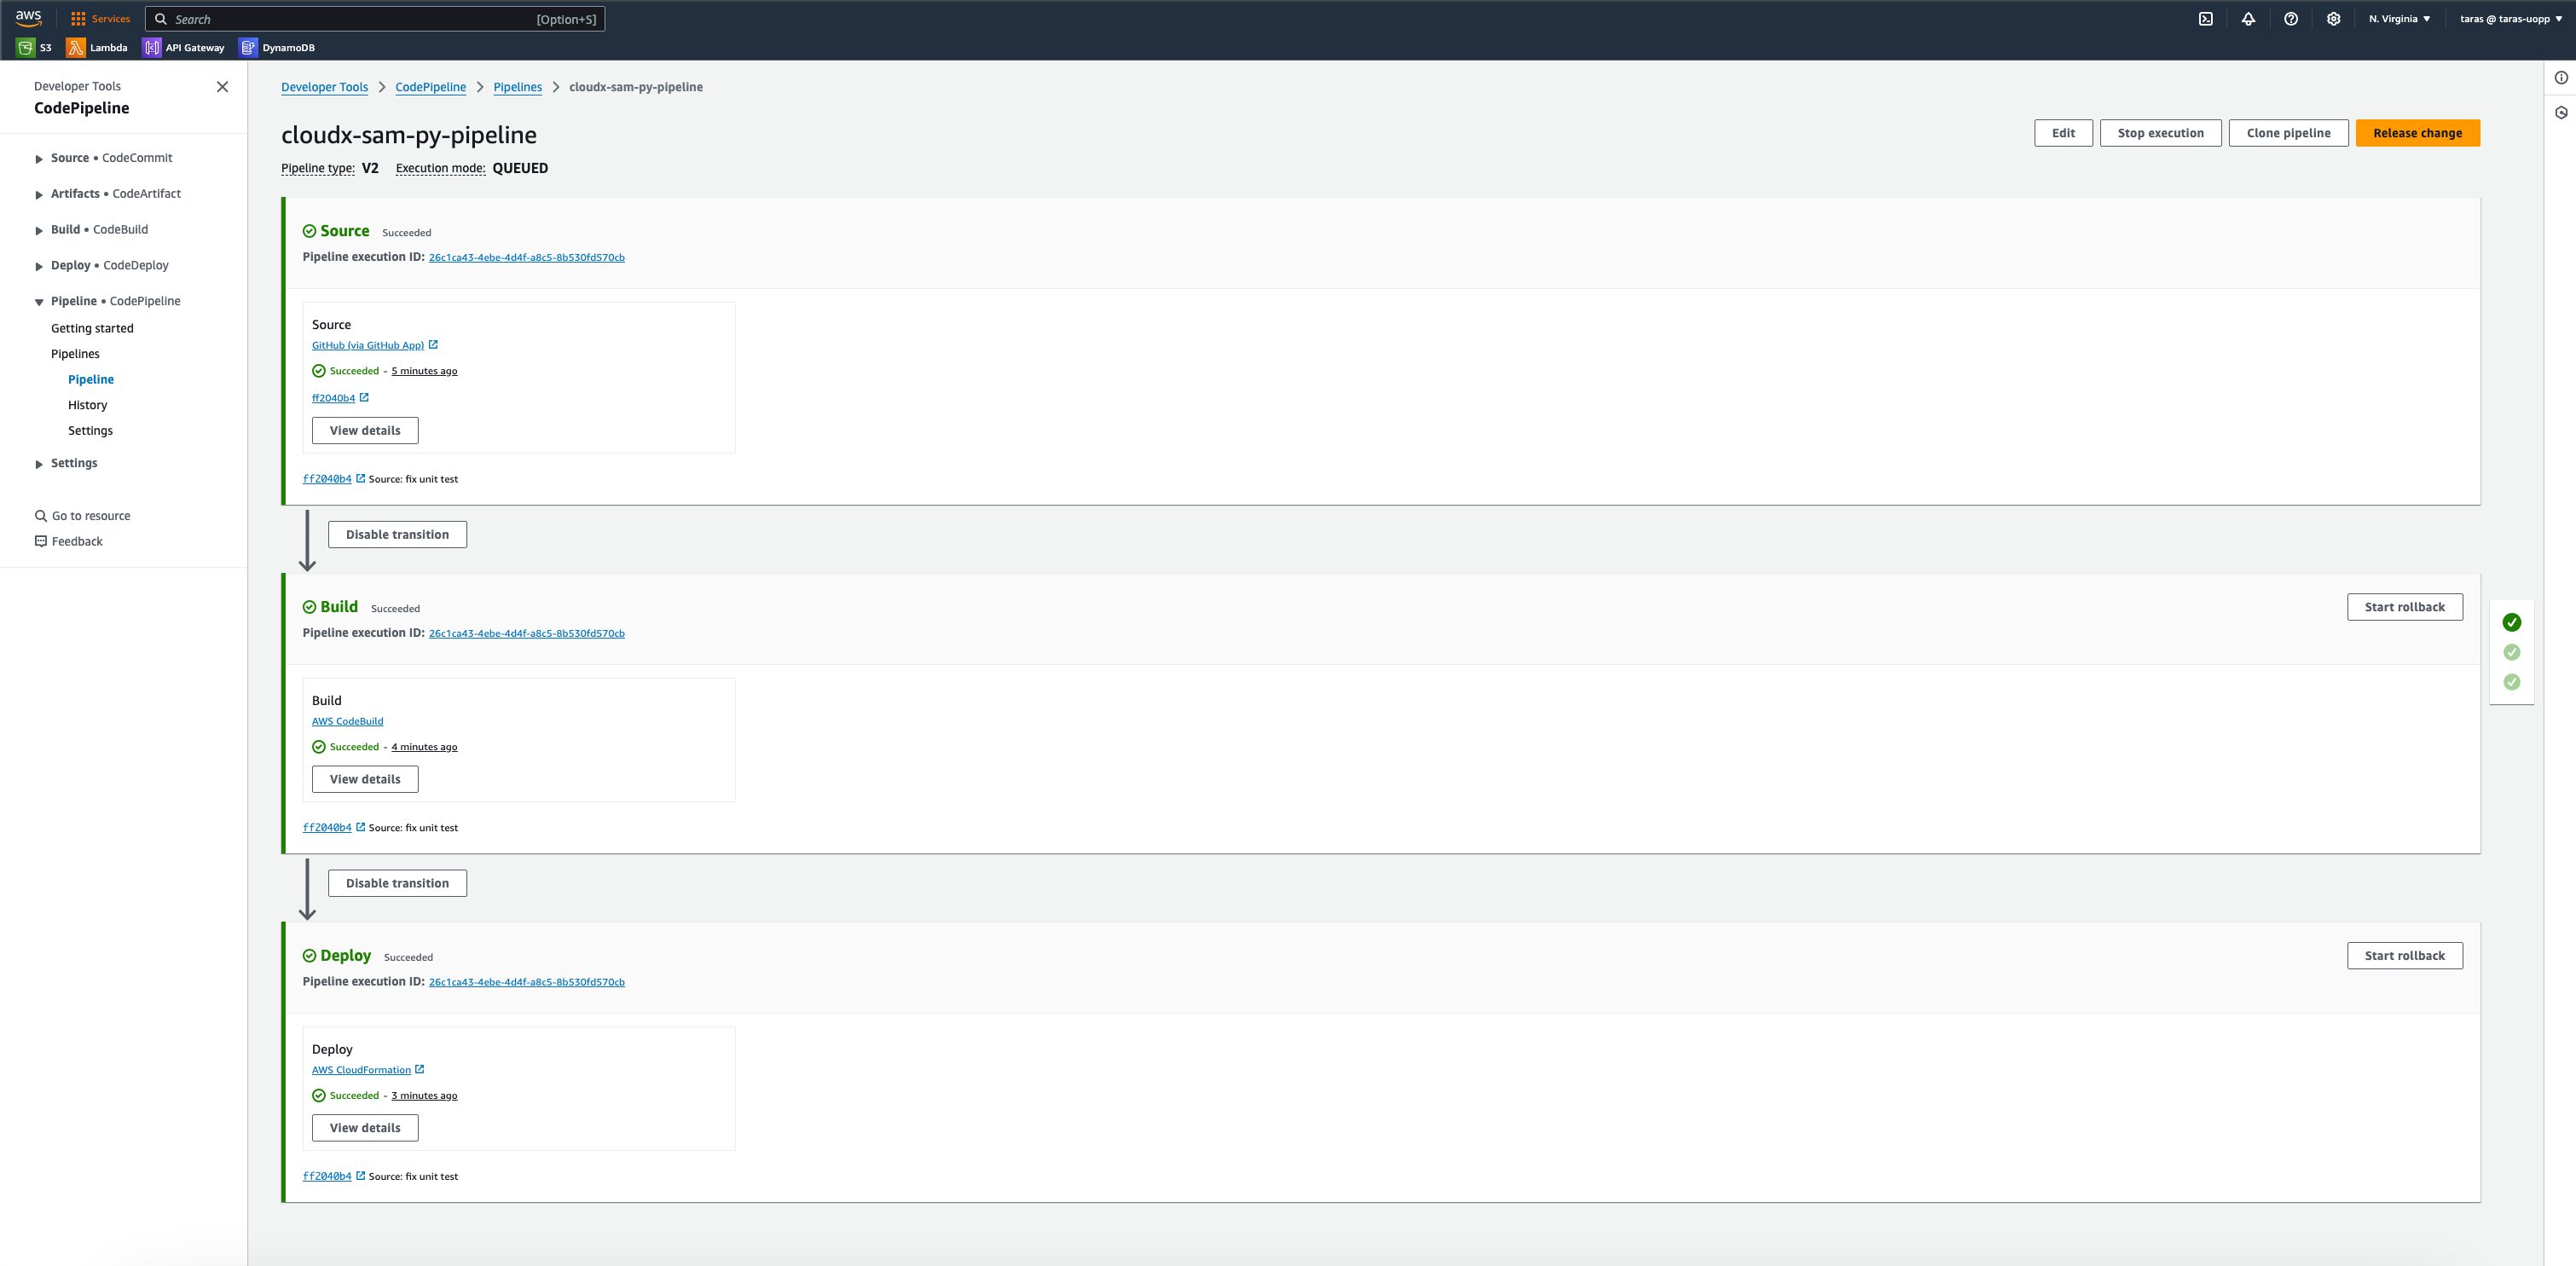 aws
Services
Search
[Option+S]
N. Virginia
taras @ taras-uopp
S3
Lambda
API Gateway
DynamoDB
Developer Tools
CodePipeline
Source • CodeCommit
Artifacts • CodeArtifact
Build • CodeBuild
Deploy • CodeDeploy
Pipeline • CodePipeline
Getting started
Pipelines
Pipeline
History
Settings
Settings
Go to resource
Feedback
Developer Tools
CodePipeline
Pipelines
cloudx-sam-py-pipeline
cloudx-sam-py-pipeline
Edit
Stop execution
Clone pipeline
Release change
Pipeline type: V2
Execution mode: QUEUED
Source Succeeded
Pipeline execution ID: 26c1ca43-4ebe-4d4f-a8c5-8b530fd570cb
Source
GitHub (via GitHub App)
Succeeded - 5 minutes ago
ff2040b4
View details
ff2040b4 Source: fix unit test
Disable transition
Build Succeeded
Start rollback
Pipeline execution ID: 26c1ca43-4ebe-4d4f-a8c5-8b530fd570cb
Build
AWS CodeBuild
Succeeded - 4 minutes ago
View details
ff2040b4 Source: fix unit test
Disable transition
Deploy Succeeded
Start rollback
Pipeline execution ID: 26c1ca43-4ebe-4d4f-a8c5-8b530fd570cb
Deploy
AWS CloudFormation
Succeeded - 3 minutes ago
View details
ff2040b4 Source: fix unit test